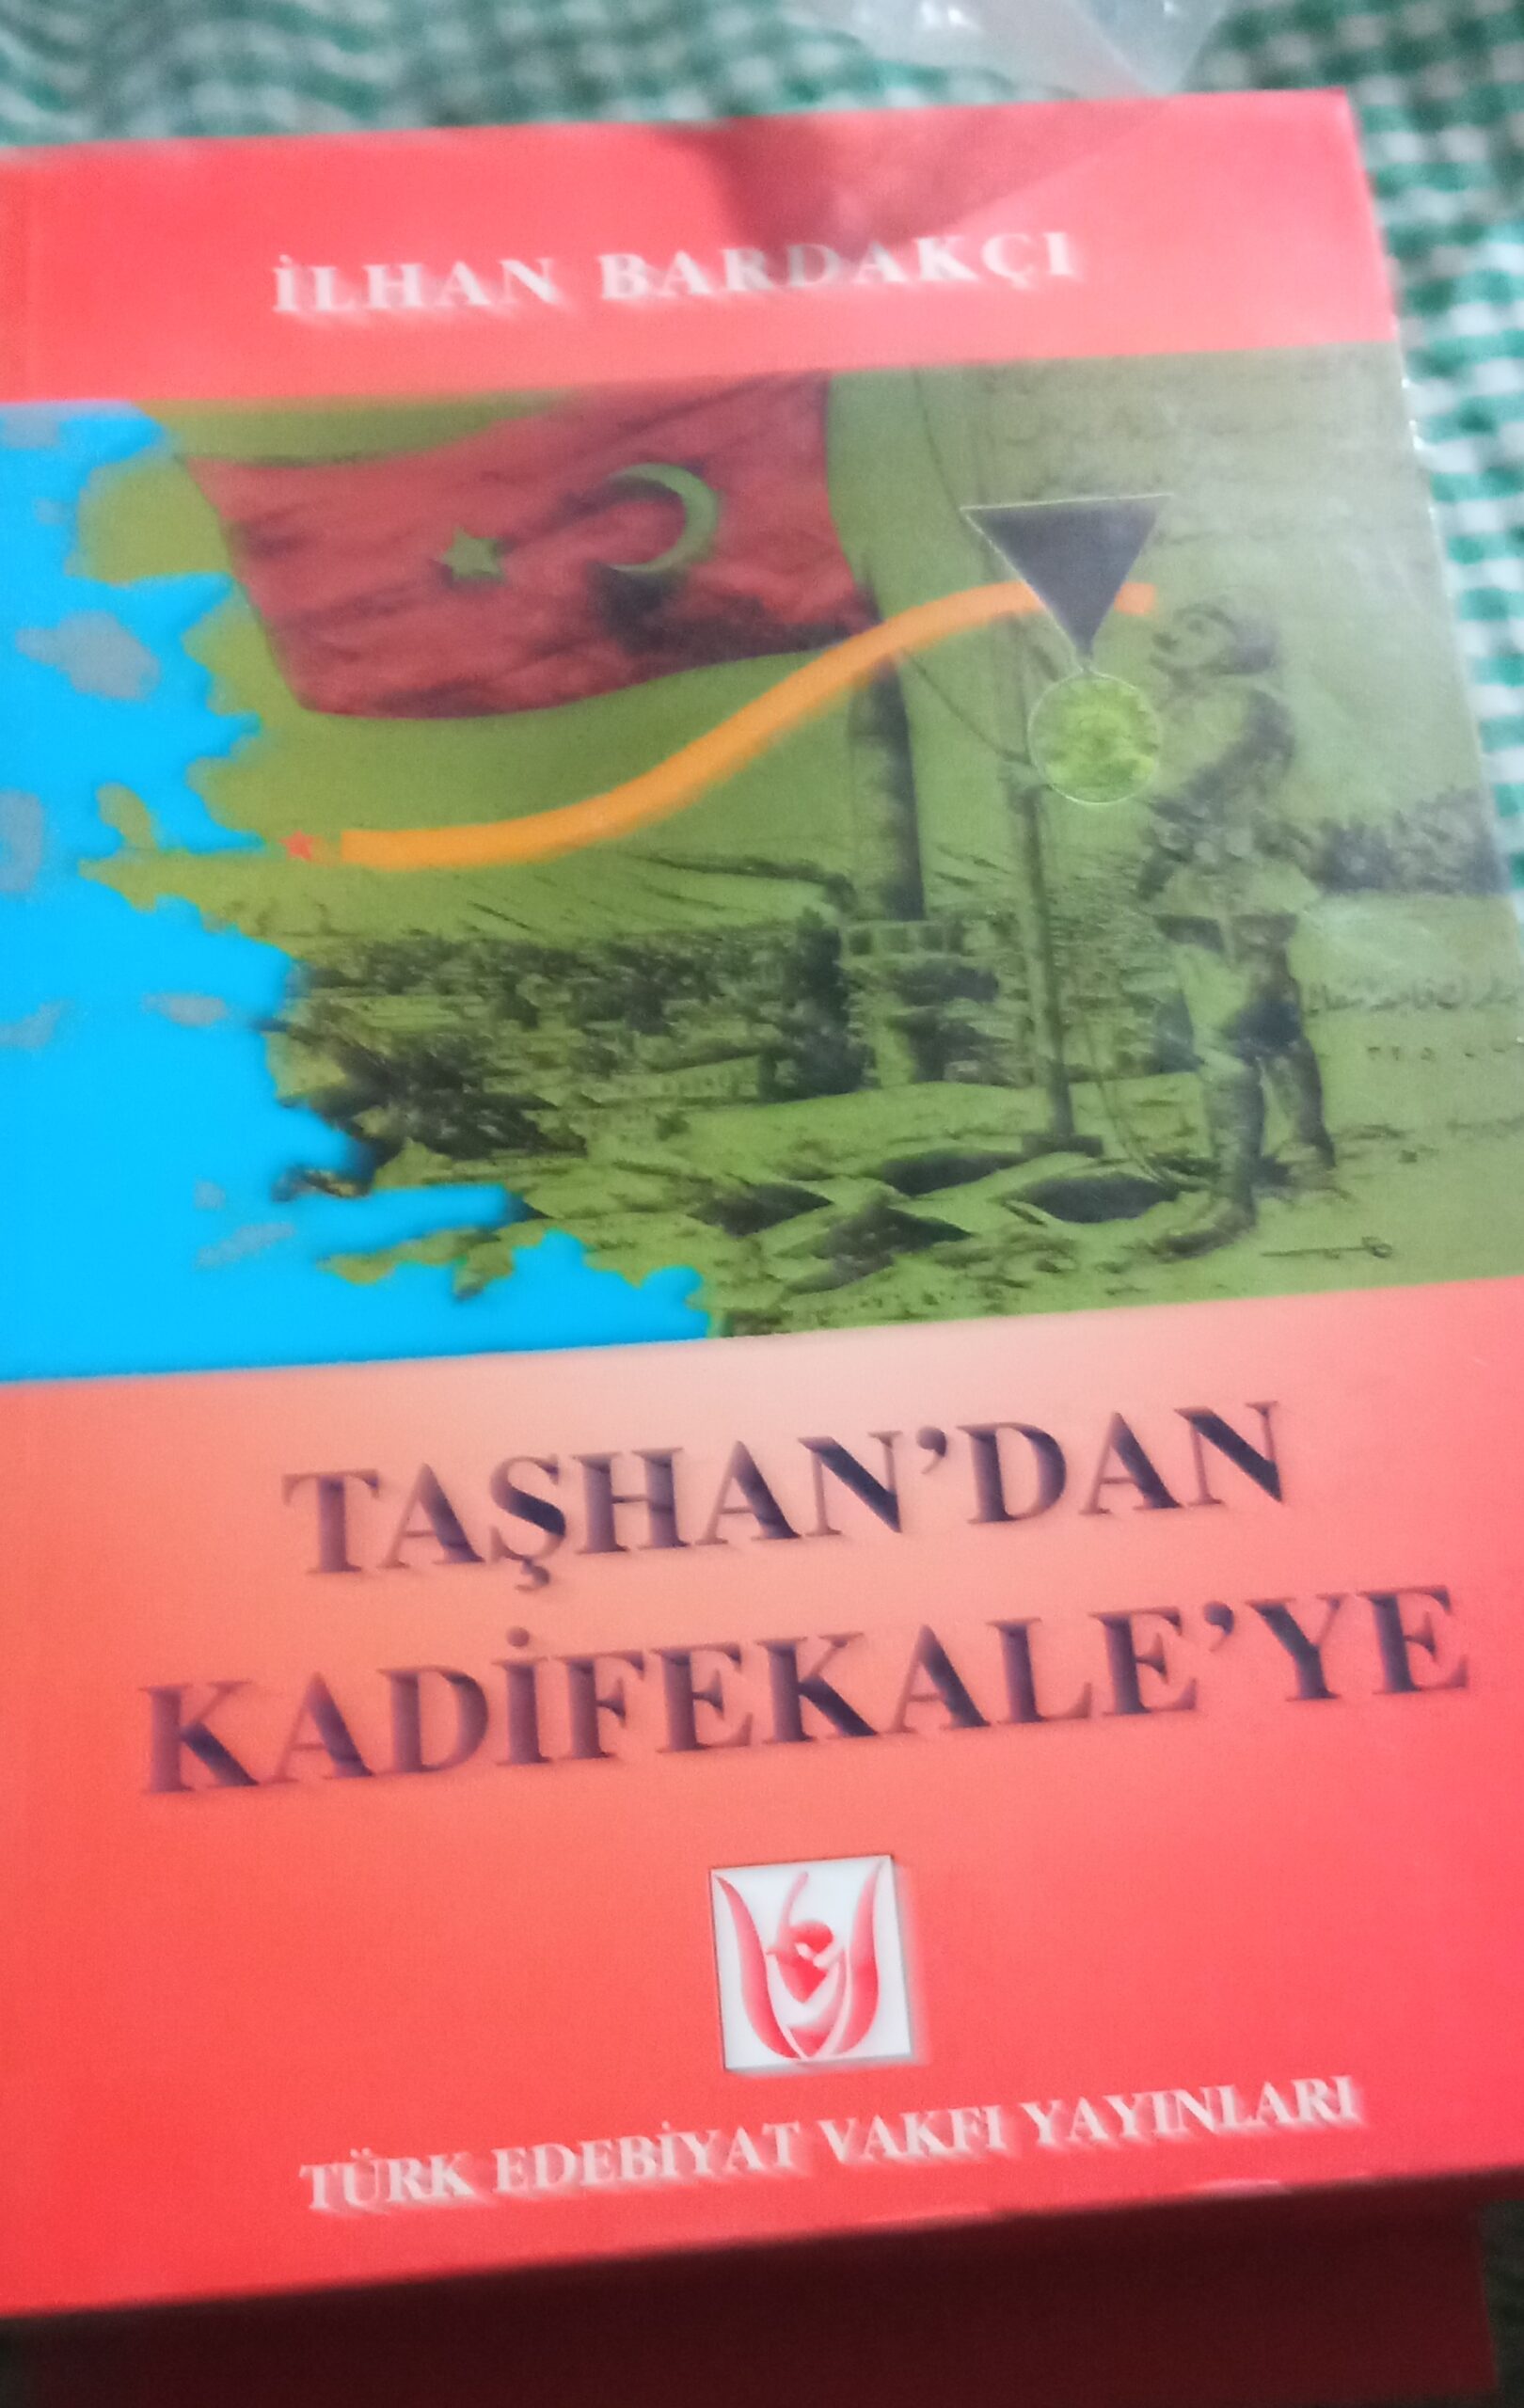 İLHAN BARDAKÇI
TAŞHAN'DAN
KADİFEKALE'YE
TÜRK EDEBİYAT VAKFI YAYINLARI